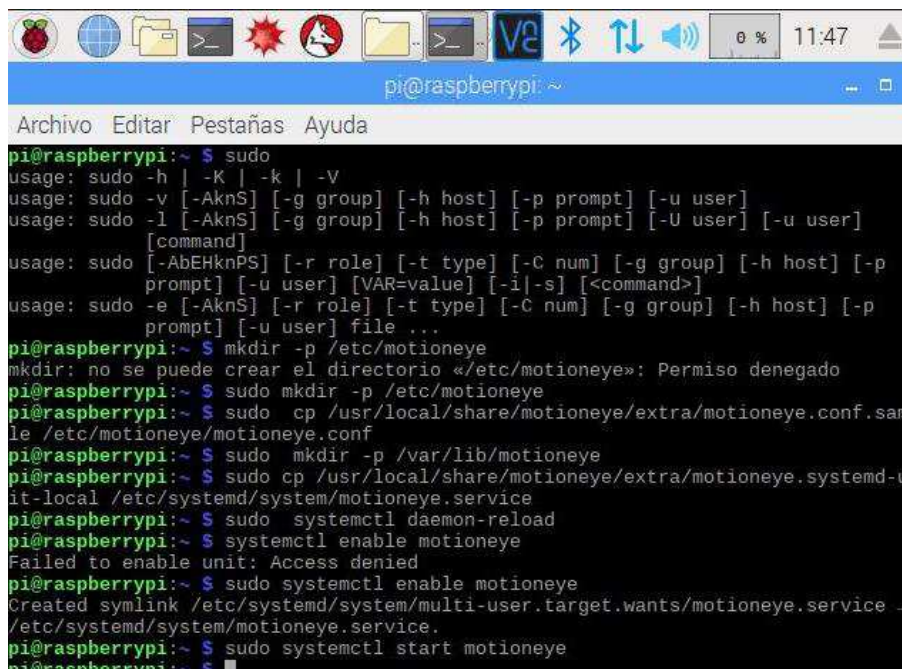 0 %
11:47
pi@raspberrypi: ~
Archivo Editar Pestañas Ayuda
pi@raspberrypi:~ $ sudo
usage: sudo -h | -K | -k | -V
usage: sudo -v [-AknS] [-g group] [-h host] [-p prompt] [-u user]
usage: sudo -l [-AknS] [-g group] [-h host] [-p prompt] [-U user] [-u user]
[command]
usage: sudo [-AbEHknPS] [-r role] [-t type] [-C num] [-g group] [-h host] [-p
prompt] [-u user] [VAR=value] [-i|-s] [<command>]
usage: sudo -e [-AknS] [-r role] [-t type] [-C num] [-g group] [-h host] [-p
prompt] [-u user] file ...
pi@raspberrypi:~ $ mkdir -p /etc/motioneye
mkdir: no se puede crear el directorio «/etc/motioneye»: Permiso denegado
pi@raspberrypi:~ $ sudo mkdir -p /etc/motioneye
pi@raspberrypi:~ $ sudo  cp /usr/local/share/motioneye/extra/motioneye.conf.sam
le /etc/motioneye/motioneye.conf
pi@raspberrypi:~ $ sudo  mkdir -p /var/lib/motioneye
pi@raspberrypi:~ $ sudo cp /usr/local/share/motioneye/extra/motioneye.systemd-u
it-local /etc/systemd/system/motioneye.service
pi@raspberrypi:~ $ sudo  systemctl daemon-reload
pi@raspberrypi:~ $ systemctl enable motioneye
Failed to enable unit: Access denied
pi@raspberrypi:~ $ sudo systemctl enable motioneye
Created symlink /etc/systemd/system/multi-user.target.wants/motioneye.service
/etc/systemd/system/motioneye.service.
pi@raspberrypi:~ $ sudo systemctl start motioneye
pi@raspberrypi:~ $